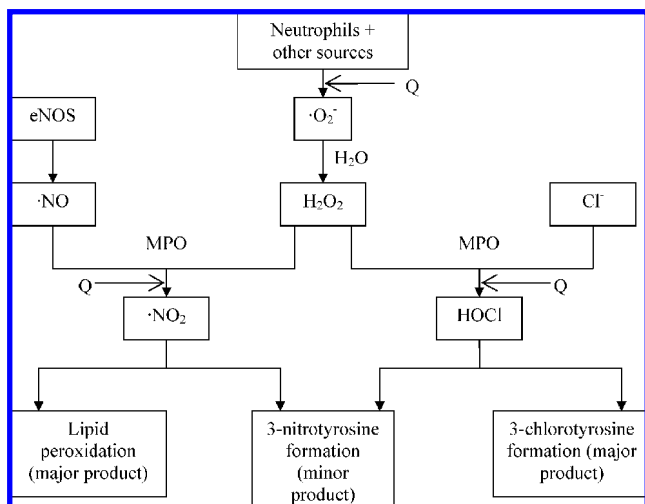 Neutrophils +
other sources
Q
eNOS
·O₂⁻
H₂O
·NO
H₂O₂
Cl⁻
MPO
MPO
Q
Q
·NO₂
HOCl
Lipid
peroxidation
(major product)
3-nitrotyrosine
formation
(minor
product)
3-chlorotyrosine
formation (major
product)